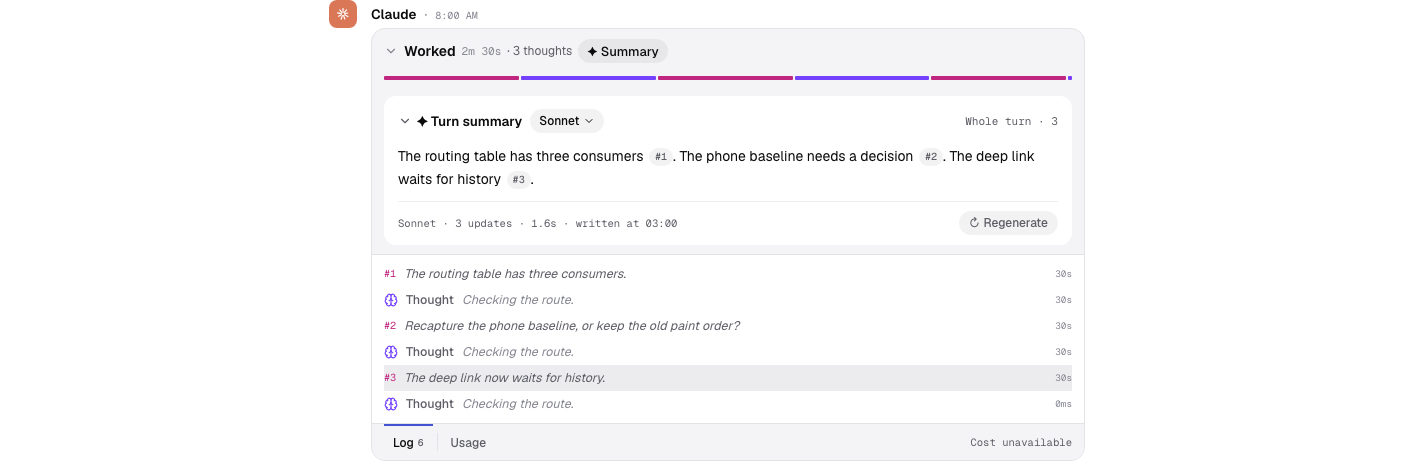 Claude · 8:00 AM
Worked 2m 30s · 3 thoughts Summary
Turn summary Sonnet Whole turn · 3
The routing table has three consumers #1. The phone baseline needs a decision #2. The deep link
waits for history #3.
Sonnet · 3 updates · 1.6s · written at 03:00 Regenerate
#1 The routing table has three consumers. 30s
Thought Checking the route. 30s
#2 Recapture the phone baseline, or keep the old paint order? 30s
Thought Checking the route. 30s
#3 The deep link now waits for history. 30s
Thought Checking the route. 0ms
Log 6 Usage Cost unavailable